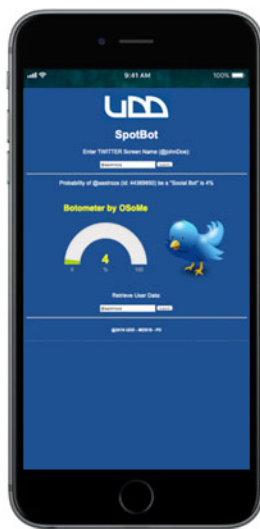 9:41 AM
100%
UDD
SpotBot
Enter TWITTER Screen Name (@johnDoe):
Probability of @aastroza (id: 44369692) be a "Social Bot" is 4%
Botometer by OSoMe
4
0 % 100
Retrieve User Data: